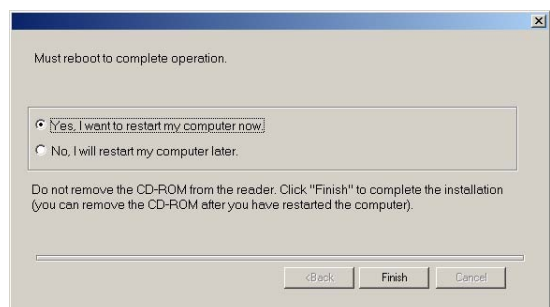 Must reboot to complete operation.
Yes, I want to restart my computer now.
No, I will restart my computer later.
Do not remove the CD-ROM from the reader. Click "Finish" to complete the installation
(you can remove the CD-ROM after you have restarted the computer).
<Back Finish Cancel